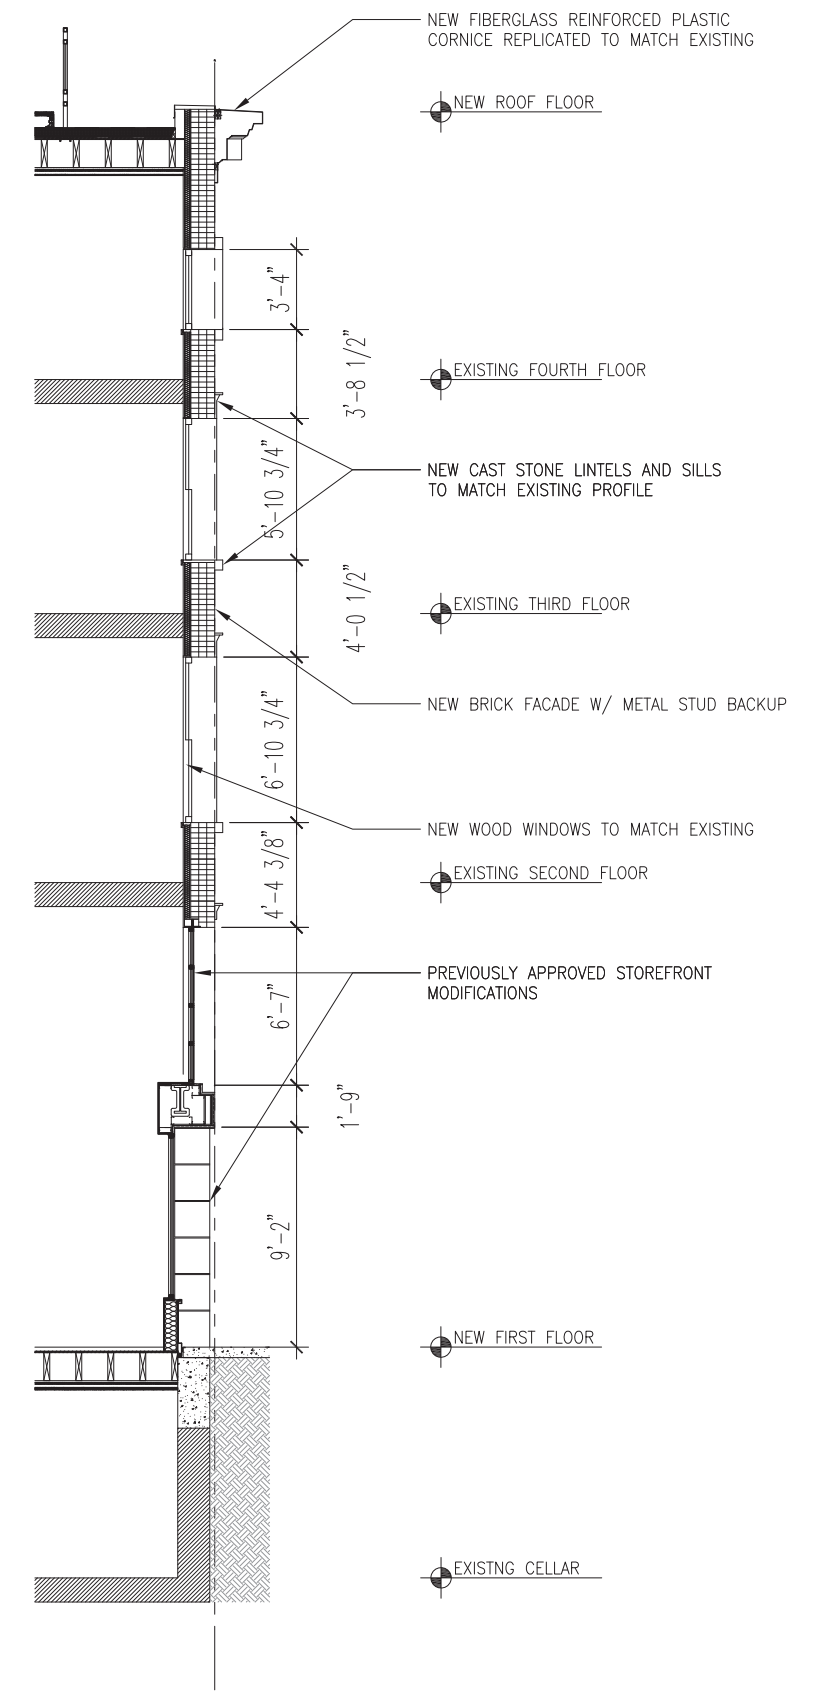 NEW FIBERGLASS REINFORCED PLASTIC
CORNICE REPLICATED TO MATCH EXISTING
NEW ROOF FLOOR
3'-4"
3'-8 1/2"
EXISTING FOURTH FLOOR
5'-10 3/4"
NEW CAST STONE LINTELS AND SILLS
TO MATCH EXISTING PROFILE
4'-0 1/2"
EXISTING THIRD FLOOR
NEW BRICK FACADE W/ METAL STUD BACKUP
6'-10 3/4"
NEW WOOD WINDOWS TO MATCH EXISTING
4'-4 3/8"
EXISTING SECOND FLOOR
PREVIOUSLY APPROVED STOREFRONT
MODIFICATIONS
6'-7"
1'-9"
9'-2"
NEW FIRST FLOOR
EXISTNG CELLAR